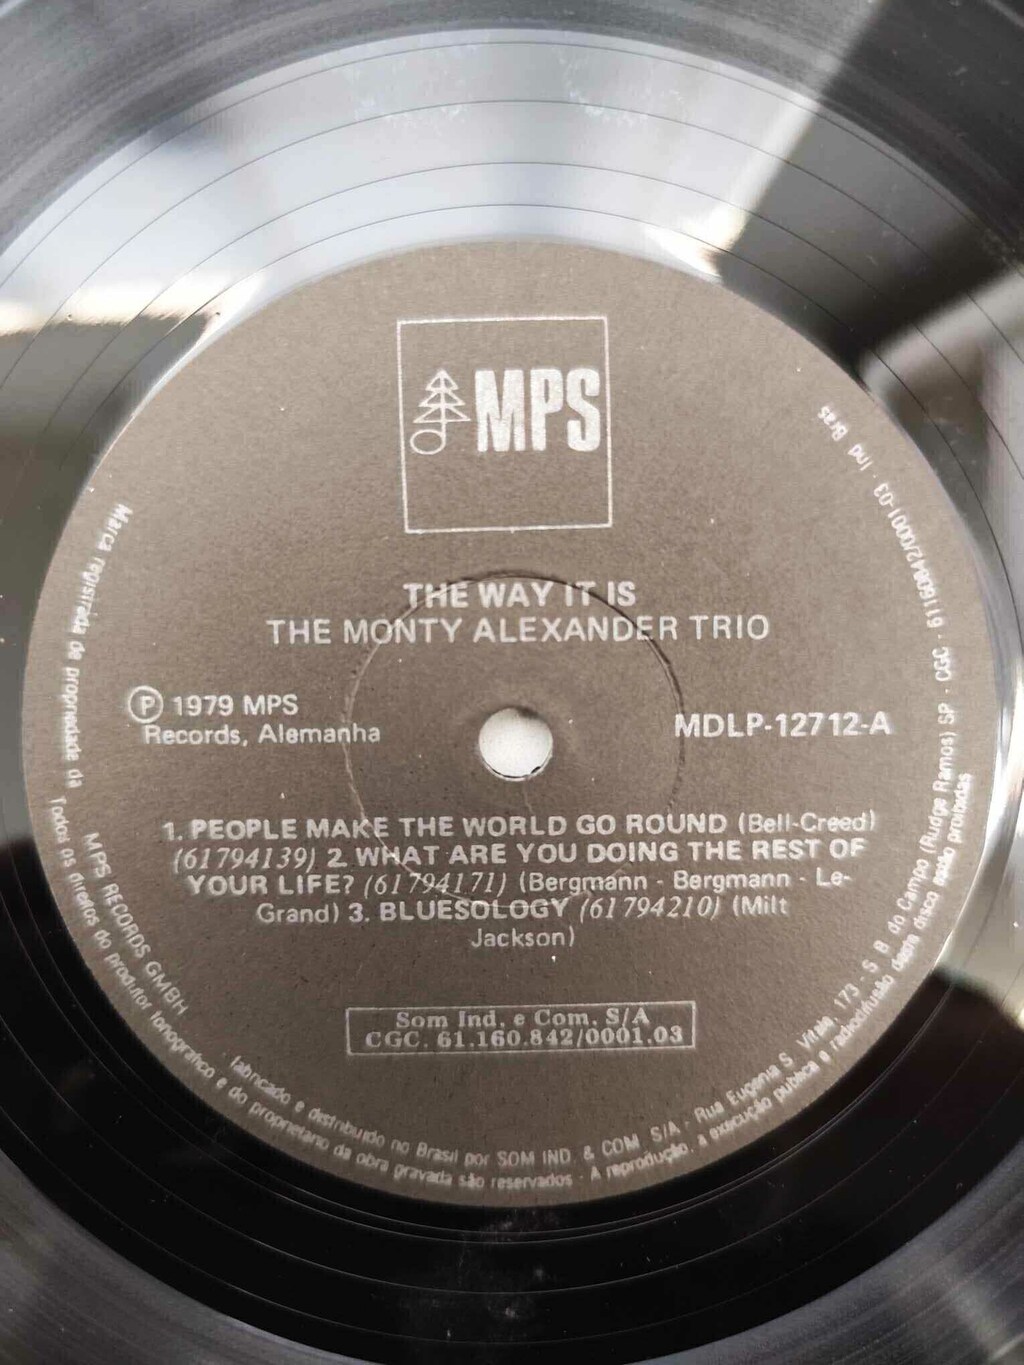 MPS
THE WAY IT IS
THE MONTY ALEXANDER TRIO
Ⓟ 1979 MPS
Records, Alemanha
MDLP-12712-A
1. PEOPLE MAKE THE WORLD GO ROUND (Bell-Creed)
(61794139) 2. WHAT ARE YOU DOING THE REST OF
YOUR LIFE? (61794171) (Bergmann - Bergmann - Le-
Grand) 3. BLUESOLOGY (61794210) (Milt
Jackson)
Som Ind. e Com. S/A
CGC. 61.160.842/0001.03
Marca registrada de propriedade da MPS RECORDS GMBH · fabricado e distribuido no Brasil por SOM IND. & COM. S/A - Rua Eugenia S. Vitale, 173 - S. B. do Campo (Rudge Ramos) SP - CGC - 61160842/0001-03 - Ind Bras
Todos os direitos do produtor fonográfico e do proprietário da obra gravada são reservados - A reprodução, a execução publica e radiodifusão deste disco estão proibidas